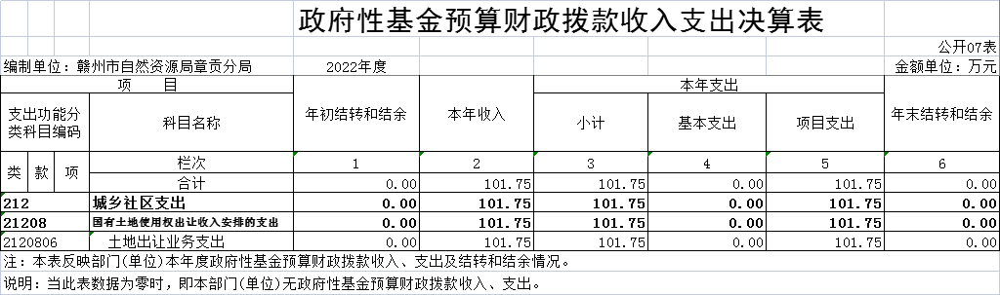 政府性基金预算财政拨款收入支出决算表
公开07表
编制单位：赣州市自然资源局章贡分局 2022年度 金额单位：万元
项 目 年初结转和结余 本年收入 本年支出 年末结转和结余
支出功能分类科目编码 科目名称 小计 基本支出 项目支出
类 款 项 栏次 1 2 3 4 5 6
合计 0.00 101.75 101.75 0.00 101.75 0.00
212 城乡社区支出 0.00 101.75 101.75 0.00 101.75 0.00
21208 国有土地使用权出让收入安排的支出 0.00 101.75 101.75 0.00 101.75 0.00
2120806 土地出让业务支出 0.00 101.75 101.75 0.00 101.75 0.00
注：本表反映部门(单位)本年度政府性基金预算财政拨款收入、支出及结转和结余情况。
说明：当此表数据为零时，即本部门(单位)无政府性基金预算财政拨款收入、支出。